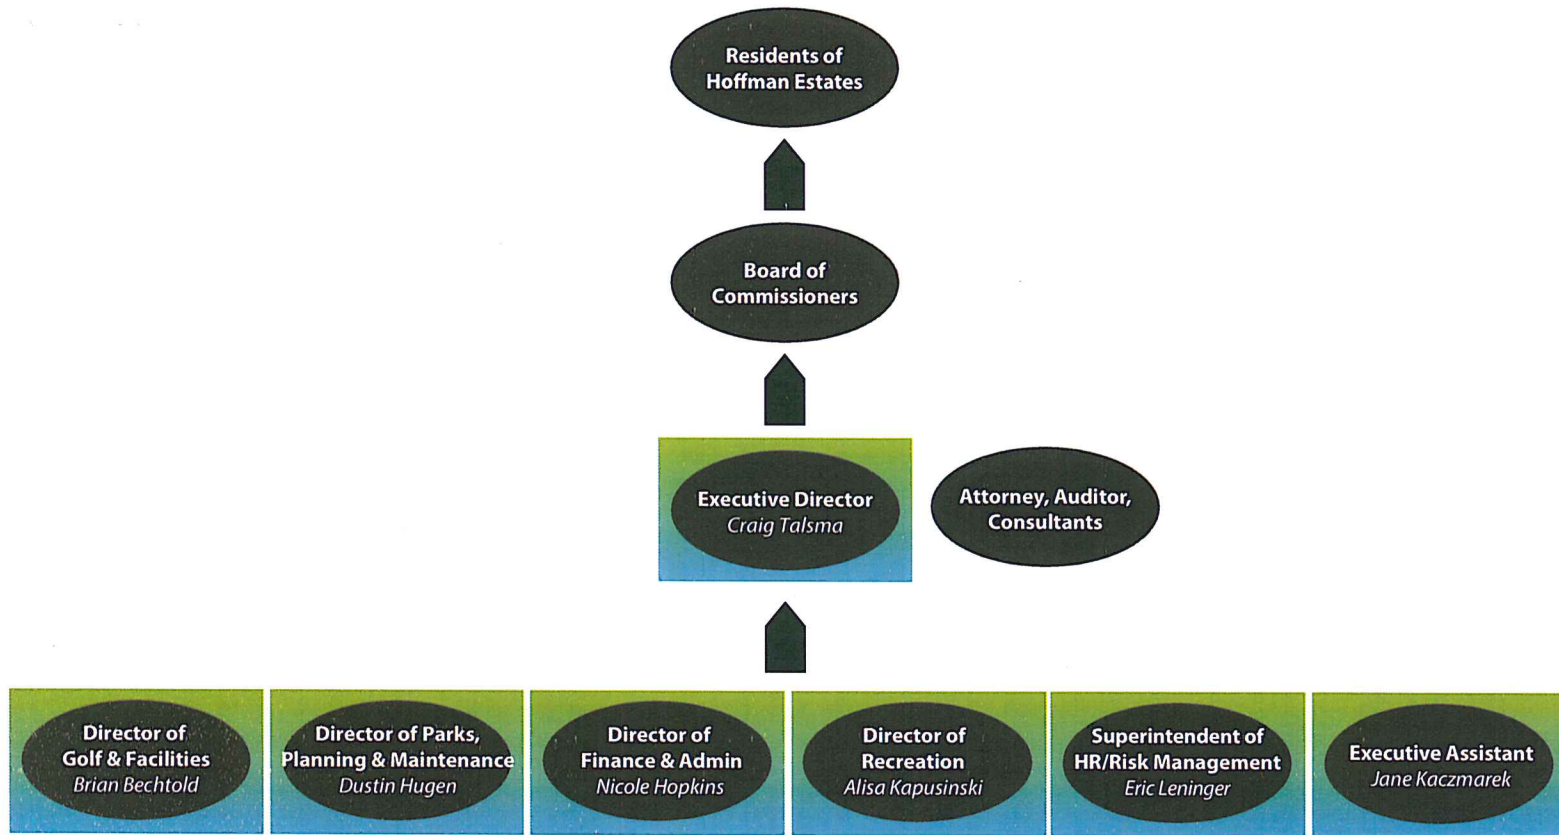 Residents of
Hoffman Estates
Board of
Commissioners
Executive Director
Craig Talsma
Attorney, Auditor,
Consultants
Director of
Golf & Facilities
Brian Bechtold
Director of Parks,
Planning & Maintenance
Dustin Hugen
Director of
Finance & Admin
Nicole Hopkins
Director of
Recreation
Alisa Kapusinski
Superintendent of
HR/Risk Management
Eric Leninger
Executive Assistant
Jane Kaczmarek